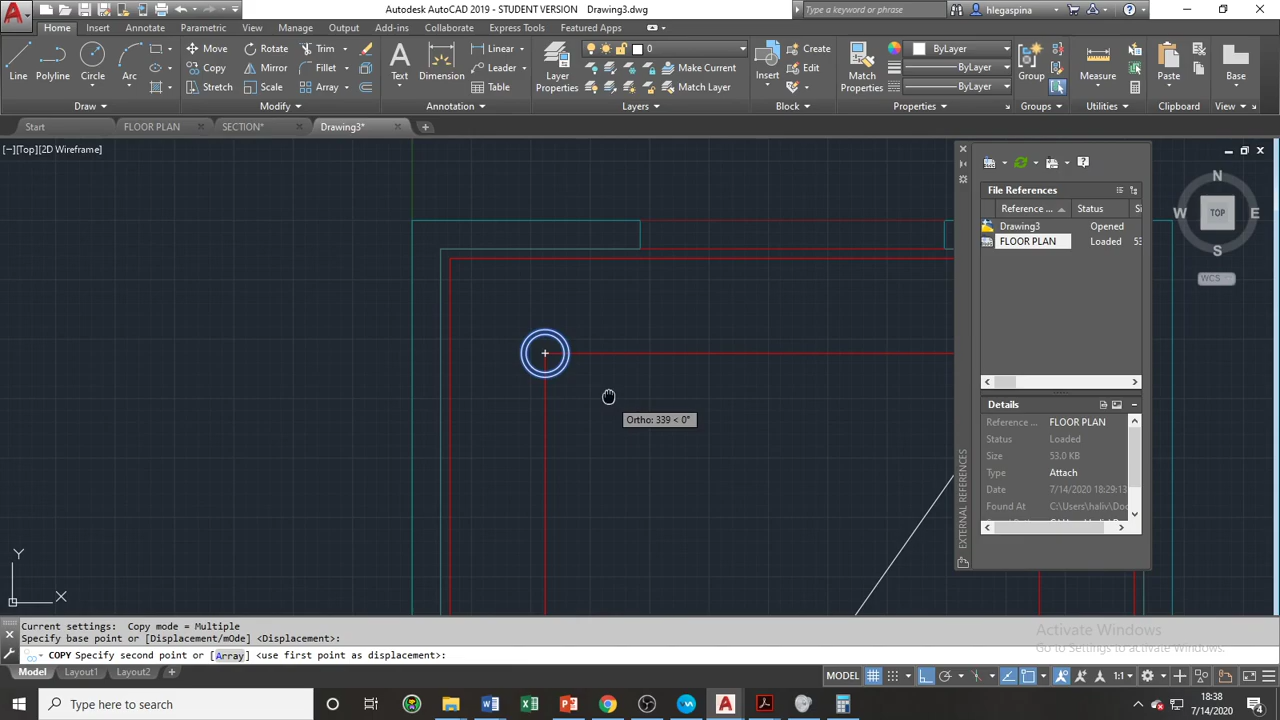 Autodesk AutoCAD 2019 - STUDENT VERSION Drawing3.dwg
Type a keyword or phrase
hlegaspina
Home Insert Annotate Parametric View Manage Output Add-ins Collaborate Express Tools Featured Apps
Line Polyline Circle Arc
Move Rotate Trim
Copy Mirror Fillet
Stretch Scale Array
Text Dimension
Linear
Leader
Table
Layer Properties
0
Make Current
Match Layer
Insert
Create
Edit
Match Properties
ByLayer
ByLayer
ByLayer
Group
Measure
Paste
Base
Draw Modify Annotation Layers Block Properties Groups Utilities Clipboard View
Start FLOOR PLAN SECTION* Drawing3*
[−][Top][2D Wireframe]
File References
Reference ... Status Si
Drawing3 Opened
FLOOR PLAN Loaded 53
Details
Reference ... FLOOR PLAN
Status Loaded
Size 53.0 KB
Type Attach
Date 7/14/2020 18:29:13
Found At C:\Users\haliv\Doc
EXTERNAL REFERENCES
N
W TOP E
S
WCS
Ortho: 339 < 0°
Y
X
Current settings: Copy mode = Multiple
Specify base point or [Displacement/mOde] <Displacement>:
COPY Specify second point or [Array] <use first point as displacement>:
Activate Windows
Go to Settings to activate Windows.
Model Layout1 Layout2
MODEL
1:1
Type here to search
18:38
7/14/2020
4